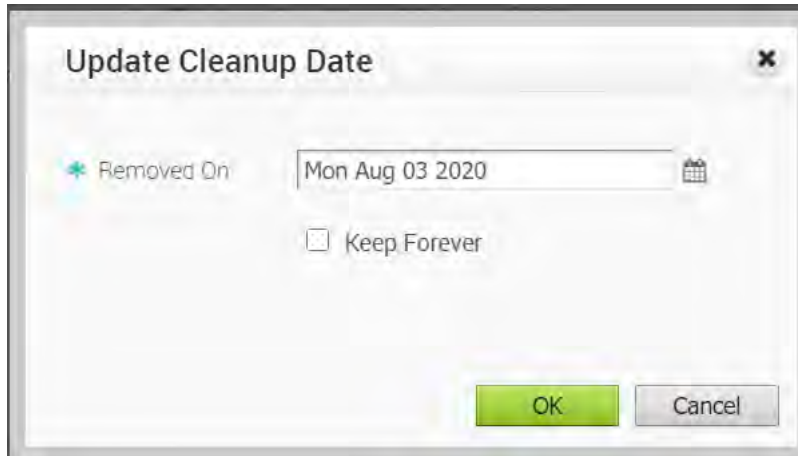 Update Cleanup Date
* Removed On Mon Aug 03 2020
Keep Forever
OK Cancel